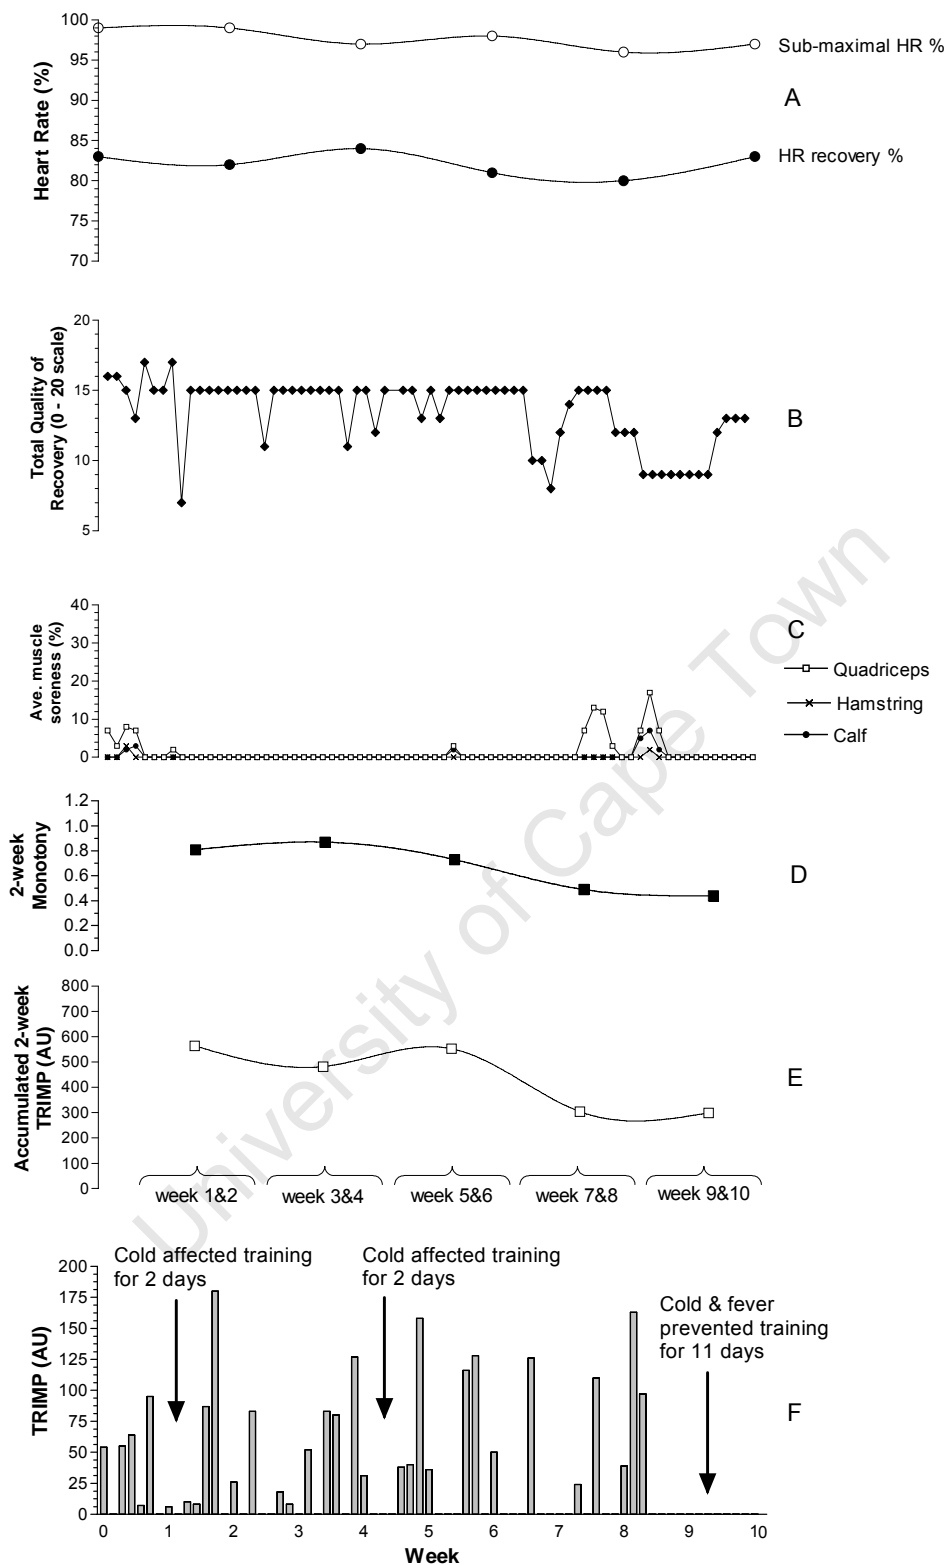 100
95
90
85
80
75
70
Heart Rate (%)
Sub-maximal HR %
A
HR recovery %
20
15
10
5
Total Quality of
Recovery (0 - 20 scale)
B
40
30
20
10
0
Ave. muscle
soreness (%)
C
Quadriceps
Hamstring
Calf
1.2
1.0
0.8
0.6
0.4
0.2
0.0
2-week
Monotony
D
800
700
600
500
400
300
200
100
0
Accumulated 2-week
TRIMP (AU)
E
week 1&2 week 3&4 week 5&6 week 7&8 week 9&10
Cold affected training
for 2 days
Cold affected training
for 2 days
Cold & fever
prevented training
for 11 days
200
175
150
125
100
75
50
25
0
TRIMP (AU)
F
0 1 2 3 4 5 6 7 8 9 10
Week
University of Cape Town